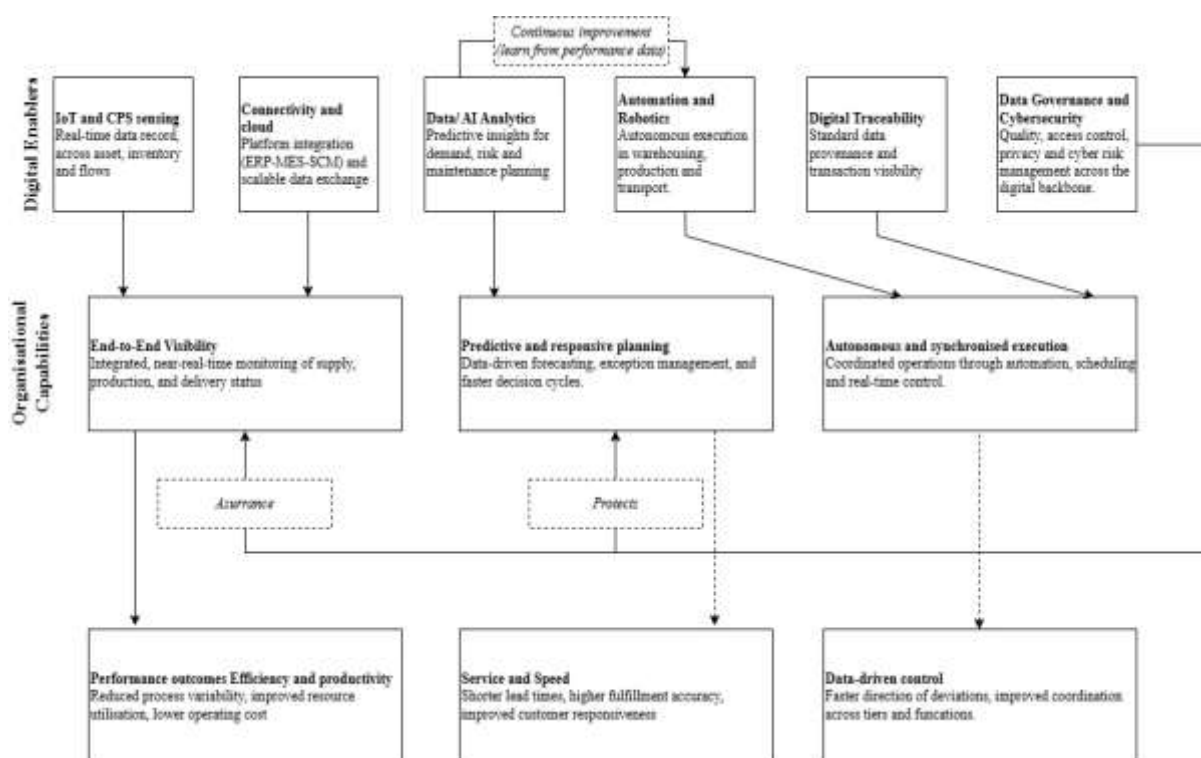 Continuous improvement
(learn from performance data)
Digital Enablers
IoT and CPS sensing
Real-time data record,
across asset, inventory
and flows
Connectivity and
cloud
Platform integration
(ERP-MES-SCM) and
scalable data exchange
Data/ AI Analytics
Predictive insights for
demand, risk and
maintenance planning
Automation and
Robotics
Autonomous execution
in warehousing,
production and
transport.
Digital Traceability
Standard data
provenance and
transaction visibility
Data Governance and
Cybersecurity
Quality, access control,
privacy and cyber risk
management across the
digital backbone.
Organisational
Capabilities
End-to-End Visibility
Integrated, near-real-time monitoring of supply,
production, and delivery status
Predictive and responsive planning
Data-driven forecasting, exception management, and
faster decision cycles.
Autonomous and synchronised execution
Coordinated operations through automation, scheduling
and real-time control.
Asurrance
Protects
Performance outcomes Efficiency and productivity
Reduced process variability, improved resource
utilisation, lower operating cost
Service and Speed
Shorter lead times, higher fulfillment accuracy,
improved customer responsiveness
Data-driven control
Faster direction of deviations, improved coordination
across tiers and funcations.